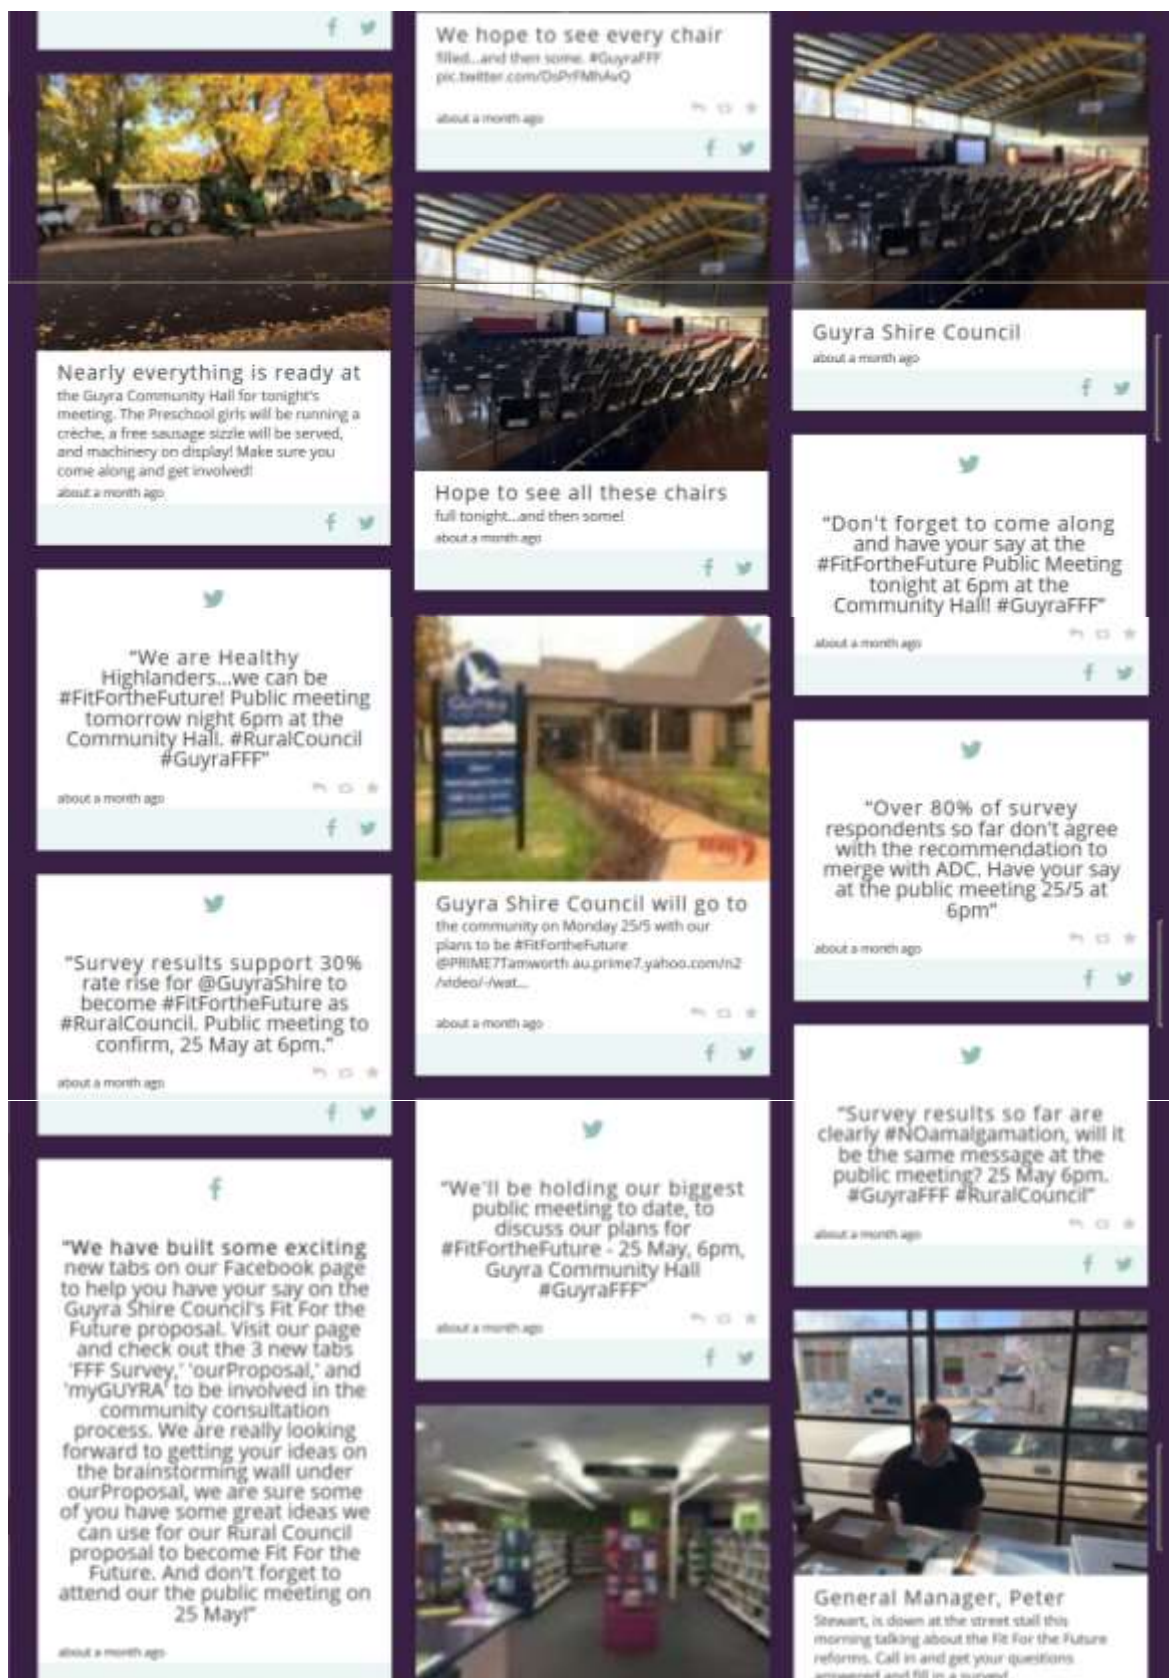 We hope to see every chair
filled...and then some. #GuyraFFF
pic.twitter.com/DsPrFMhAvQ
about a month ago
Nearly everything is ready at
the Guyra Community Hall for tonight's
meeting. The Preschool girls will be running a
crèche, a free sausage sizzle will be served,
and machinery on display! Make sure you
come along and get involved!
about a month ago
"We are Healthy
Highlanders...we can be
#FitFortheFuture! Public meeting
tomorrow night 6pm at the
Community Hall. #RuralCouncil
#GuyraFFF"
about a month ago
"Survey results support 30%
rate rise for @GuyraShire to
become #FitFortheFuture as
#RuralCouncil. Public meeting to
confirm, 25 May at 6pm."
about a month ago
"We have built some exciting
new tabs on our Facebook page
to help you have your say on the
Guyra Shire Council's Fit For the
Future proposal. Visit our page
and check out the 3 new tabs
'FFF Survey,' 'ourProposal,' and
'myGUYRA' to be involved in the
community consultation
process. We are really looking
forward to getting your ideas on
the brainstorming wall under
ourProposal, we are sure some
of you have some great ideas we
can use for our Rural Council
proposal to become Fit For the
Future. And don't forget to
attend our the public meeting on
25 May!"
about a month ago
Hope to see all these chairs
full tonight...and then some!
about a month ago
Guyra
Guyra Shire Council will go to
the community on Monday 25/5 with our
plans to be #FitFortheFuture
@PRIME7Tamworth au.prime7.yahoo.com/n2
/video/-/wat...
about a month ago
"We'll be holding our biggest
public meeting to date, to
discuss our plans for
#FitFortheFuture - 25 May, 6pm,
Guyra Community Hall
#GuyraFFF"
about a month ago
Guyra Shire Council
about a month ago
"Don't forget to come along
and have your say at the
#FitFortheFuture Public Meeting
tonight at 6pm at the
Community Hall! #GuyraFFF"
about a month ago
"Over 80% of survey
respondents so far don't agree
with the recommendation to
merge with ADC. Have your say
at the public meeting 25/5 at
6pm"
about a month ago
"Survey results so far are
clearly #NOamalgamation, will it
be the same message at the
public meeting? 25 May 6pm.
#GuyraFFF #RuralCouncil"
about a month ago
General Manager, Peter
Stewart, is down at the street stall this
morning talking about the Fit For the Future
reforms. Call in and get your questions
answered and fill in a survey!